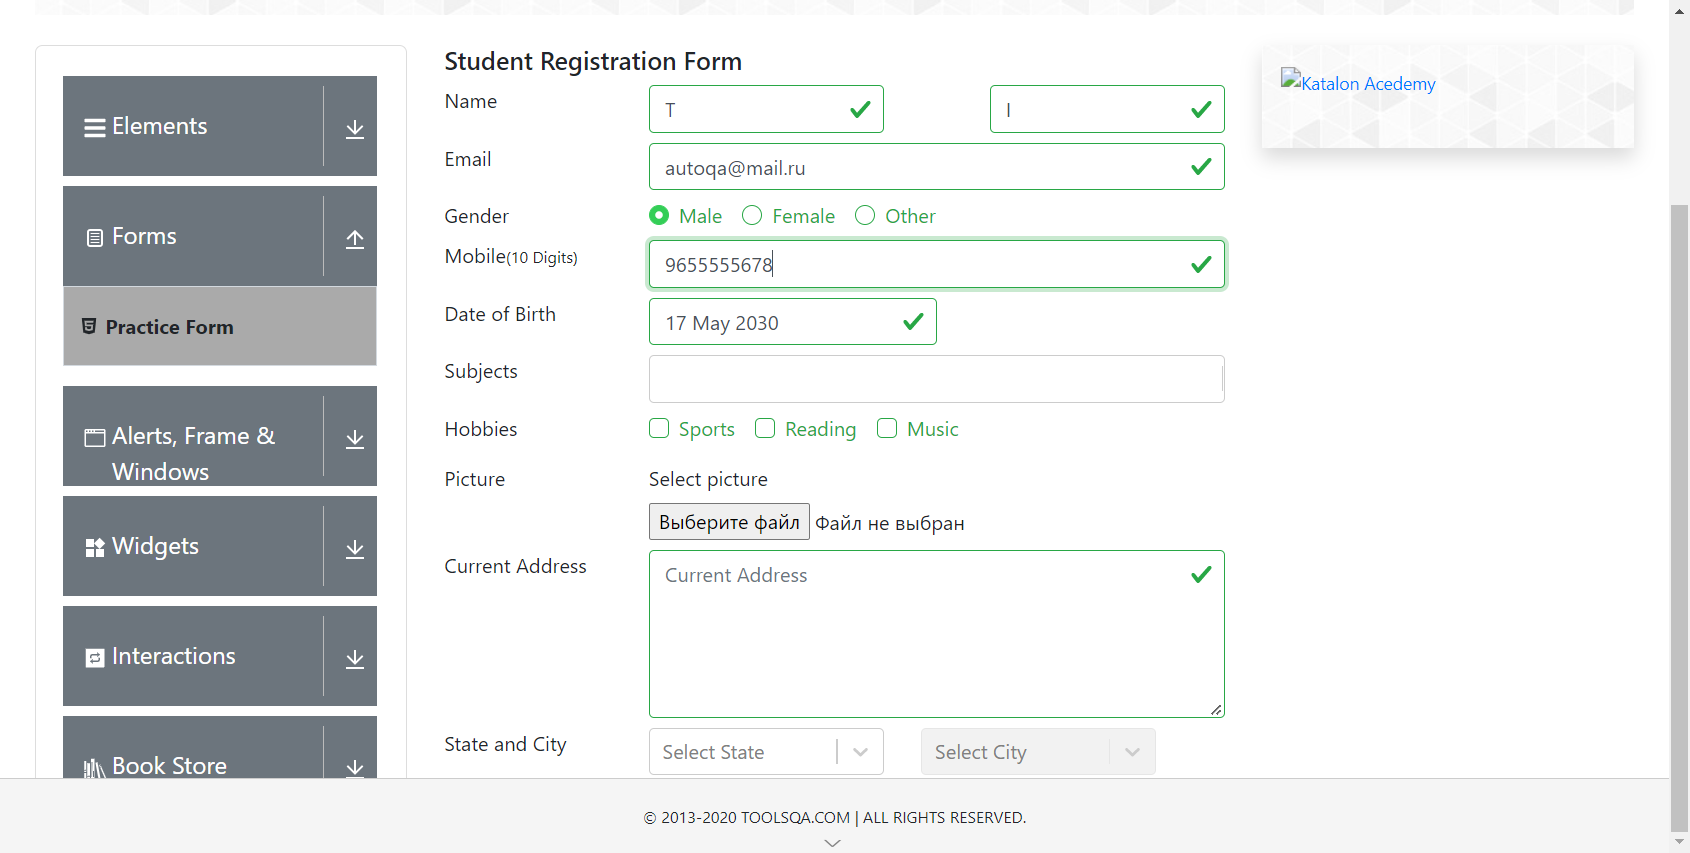 Elements
Forms
Practice Form
Alerts, Frame &
Windows
Widgets
Interactions
Book Store
Student Registration Form
Name
T
I
Email
autoqa@mail.ru
Gender
Male
Female
Other
Mobile(10 Digits)
9655555678
Date of Birth
17 May 2030
Subjects
Hobbies
Sports
Reading
Music
Picture
Select picture
Выберите файл Файл не выбран
Current Address
Current Address
State and City
Select State
Select City
Katalon Acedemy
© 2013-2020 TOOLSQA.COM | ALL RIGHTS RESERVED.